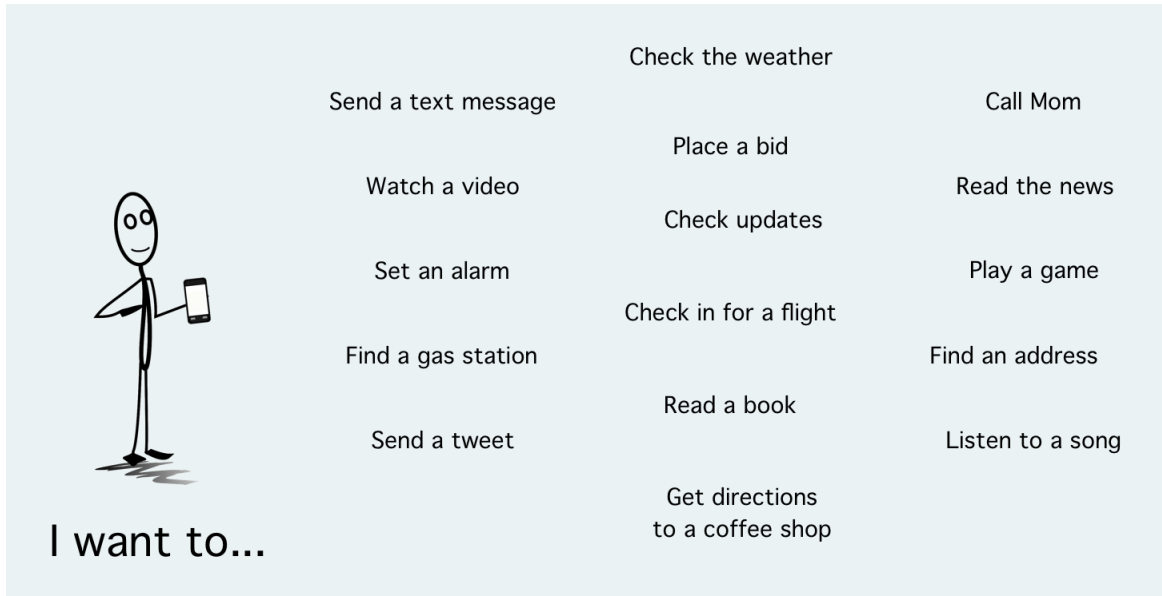 Check the weather
Send a text message
Call Mom
Place a bid
Watch a video
Read the news
Check updates
Set an alarm
Play a game
Check in for a flight
Find a gas station
Find an address
Read a book
Send a tweet
Listen to a song
Get directions
to a coffee shop
I want to...